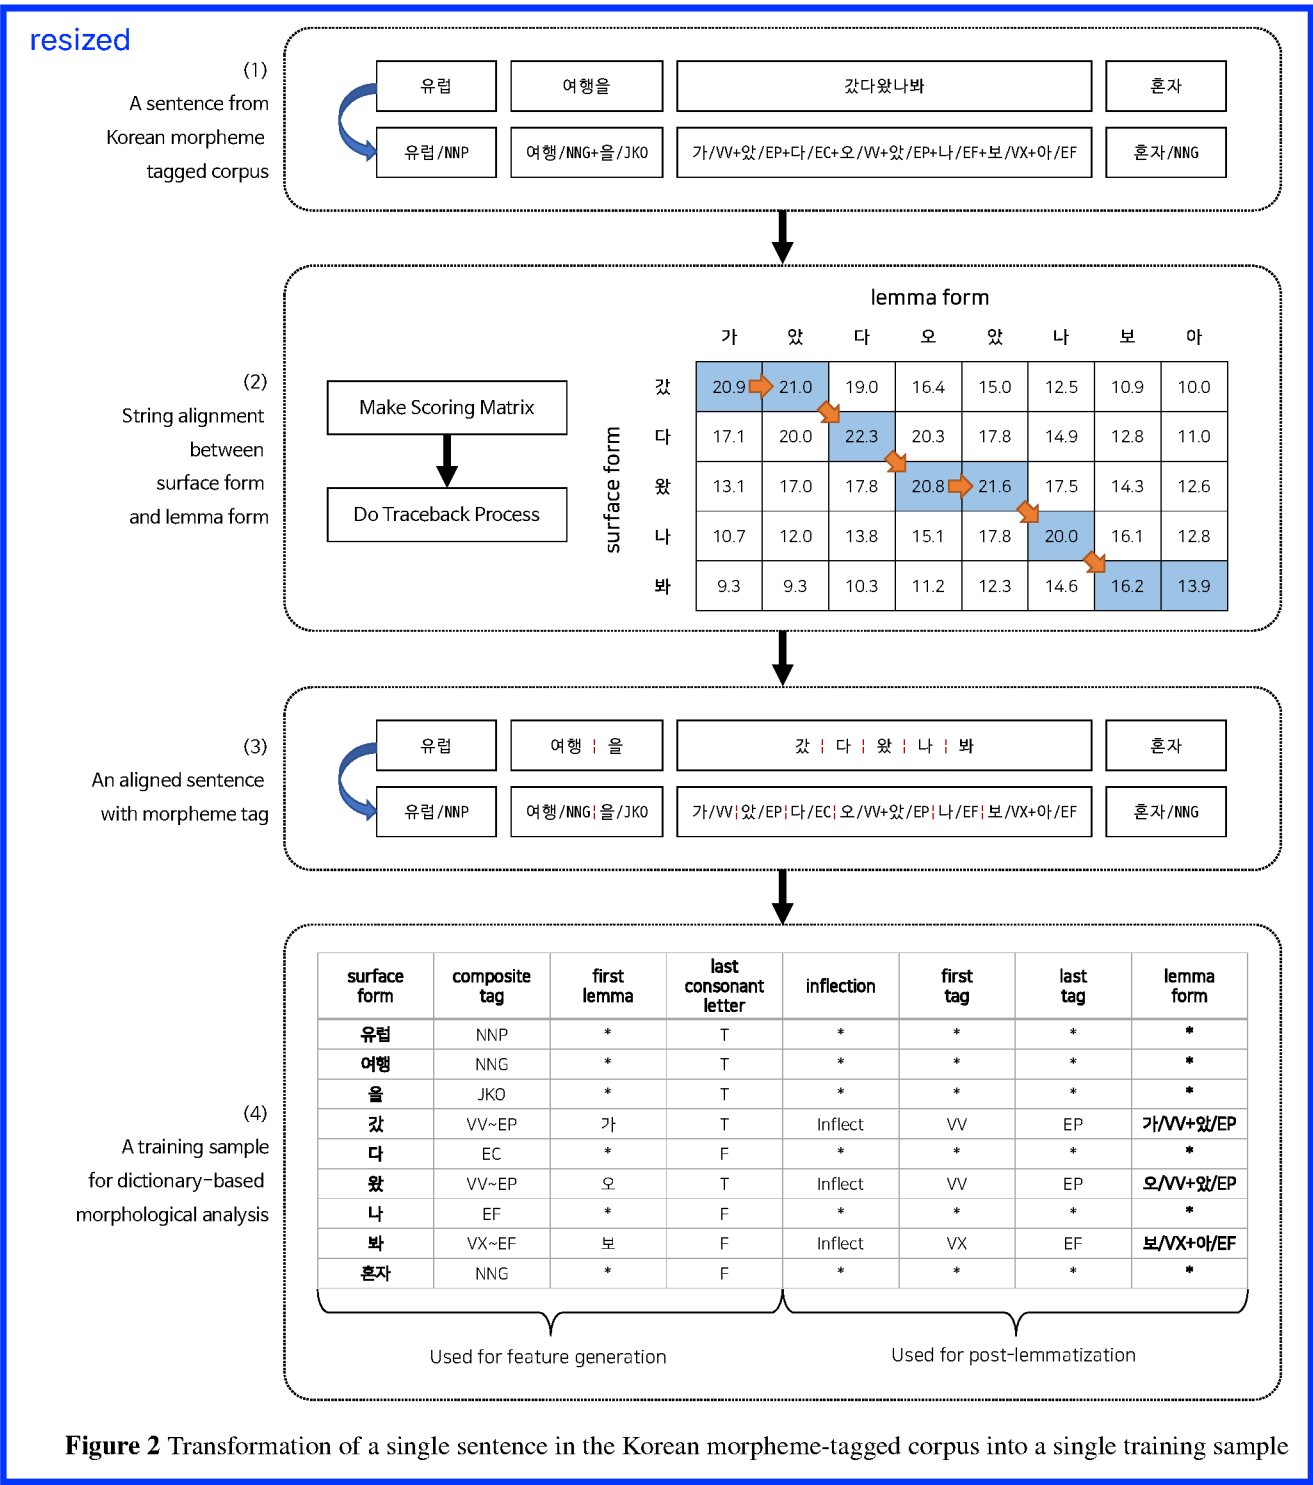 resized
(1)
A sentence from
Korean morpheme
tagged corpus
유럽 여행을 갔다왔나봐 혼자
유럽/NNP 여행/NNG+을/JKO 가/VV+았/EP+다/EC+오/VV+았/EP+나/EF+보/VX+아/EF 혼자/NNG
(2)
String alignment
between
surface form
and lemma form
Make Scoring Matrix
Do Traceback Process
lemma form
surface form
가 았 다 오 았 나 보 아
갔 20.9 21.0 19.0 16.4 15.0 12.5 10.9 10.0
다 17.1 20.0 22.3 20.3 17.8 14.9 12.8 11.0
왔 13.1 17.0 17.8 20.8 21.6 17.5 14.3 12.6
나 10.7 12.0 13.8 15.1 17.8 20.0 16.1 12.8
봐 9.3 9.3 10.3 11.2 12.3 14.6 16.2 13.9
(3)
An aligned sentence
with morpheme tag
유럽 여행 ¦ 을 갔 ¦ 다 ¦ 왔 ¦ 나 ¦ 봐 혼자
유럽/NNP 여행/NNG¦을/JKO 가/VV¦았/EP¦다/EC¦오/VV+았/EP¦나/EF¦보/VX+아/EF 혼자/NNG
(4)
A training sample
for dictionary-based
morphological analysis
surface form composite tag first lemma last consonant letter inflection first tag last tag lemma form
유럽 NNP * T * * * *
여행 NNG * T * * * *
을 JKO * T * * * *
갔 VV~EP 가 T Inflect VV EP 가/VV+았/EP
다 EC * F * * * *
왔 VV~EP 오 T Inflect VV EP 오/VV+았/EP
나 EF * F * * * *
봐 VX~EF 보 F Inflect VX EF 보/VX+아/EF
혼자 NNG * F * * * *
Used for feature generation
Used for post-lemmatization
Figure 2 Transformation of a single sentence in the Korean morpheme-tagged corpus into a single training sample